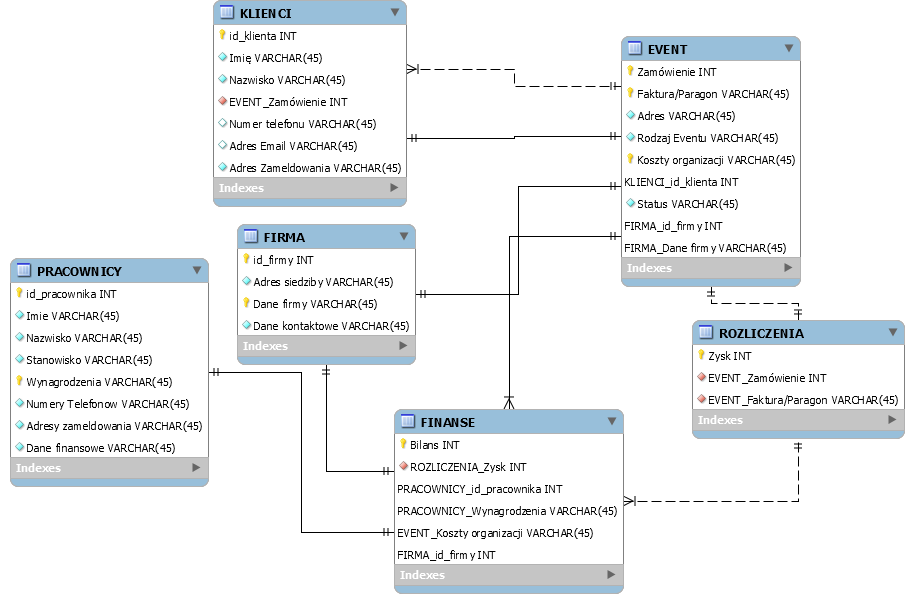 KLIENCI
id_klienta INT
Imię VARCHAR(45)
Nazwisko VARCHAR(45)
EVENT_Zamówienie INT
Numer telefonu VARCHAR(45)
Adres Email VARCHAR(45)
Adres Zameldowania VARCHAR(45)
Indexes
EVENT
Zamówienie INT
Faktura/Paragon VARCHAR(45)
Adres VARCHAR(45)
Rodzaj Eventu VARCHAR(45)
Koszty organizacji VARCHAR(45)
KLIENCI_id_klienta INT
Status VARCHAR(45)
FIRMA_id_firmy INT
FIRMA_Dane firmy VARCHAR(45)
Indexes
FIRMA
id_firmy INT
Adres siedziby VARCHAR(45)
Dane firmy VARCHAR(45)
Dane kontaktowe VARCHAR(45)
Indexes
PRACOWNICY
id_pracownika INT
Imie VARCHAR(45)
Nazwisko VARCHAR(45)
Stanowisko VARCHAR(45)
Wynagrodzenia VARCHAR(45)
Numery Telefonow VARCHAR(45)
Adresy zameldowania VARCHAR(45)
Dane finansowe VARCHAR(45)
Indexes
ROZLICZENIA
Zysk INT
EVENT_Zamówienie INT
EVENT_Faktura/Paragon VARCHAR(45)
Indexes
FINANSE
Bilans INT
ROZLICZENIA_Zysk INT
PRACOWNICY_id_pracownika INT
PRACOWNICY_Wynagrodzenia VARCHAR(45)
EVENT_Koszty organizacji VARCHAR(45)
FIRMA_id_firmy INT
Indexes